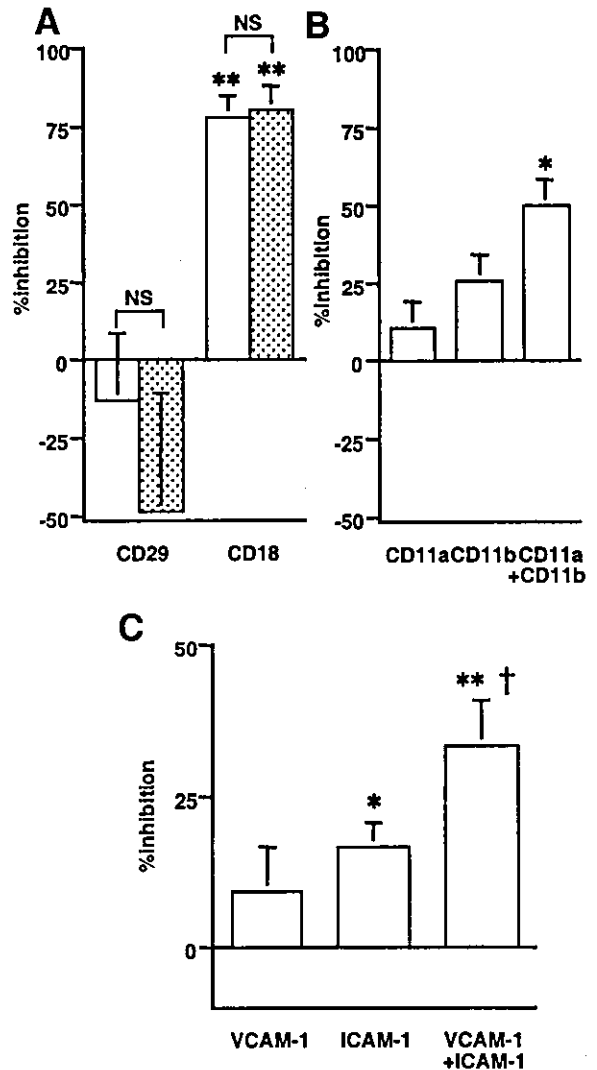 A
NS
**
**
100
75
50
25
0
-25
-50
%inhibition
NS
CD29
CD18
B
*
100
75
50
25
0
-25
-50
%inhibition
CD11a CD11b CD11a
+CD11b
C
** †
*
50
25
0
%inhibition
VCAM-1
ICAM-1
VCAM-1
+ICAM-1